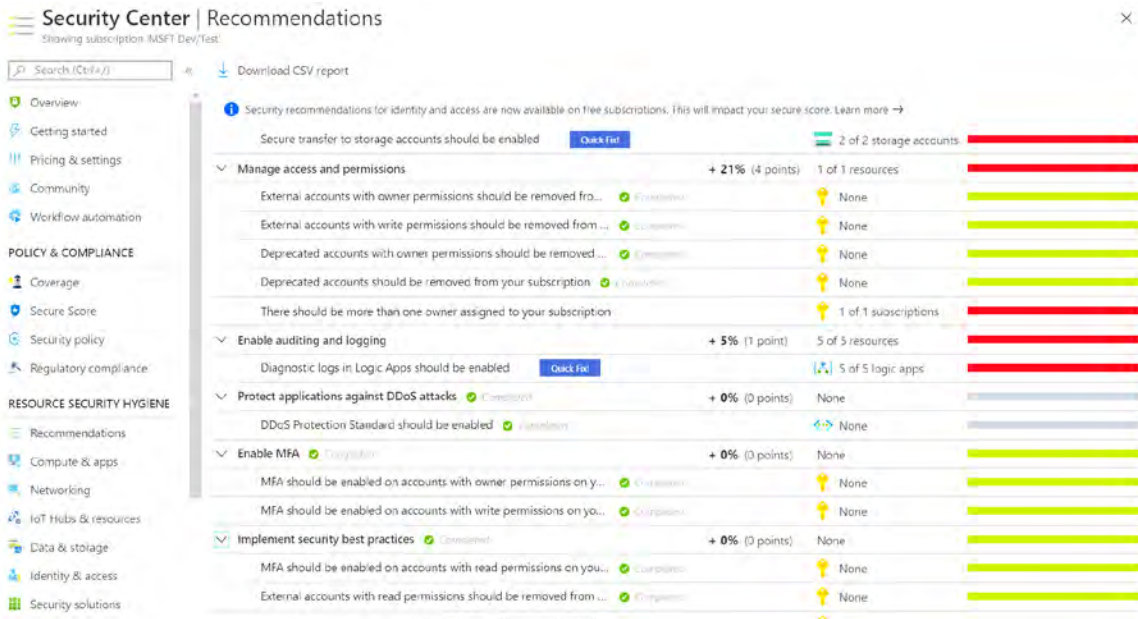 Security Center | Recommendations
Showing subscription 'MSFT Dev/Test'
Search (Ctrl+/)
Download CSV report
Overview
Getting started
Pricing & settings
Community
Workflow automation
POLICY & COMPLIANCE
Coverage
Secure Score
Security policy
Regulatory compliance
RESOURCE SECURITY HYGIENE
Recommendations
Compute & apps
Networking
IoT Hubs & resources
Data & storage
Identity & access
Security solutions
Security recommendations for identity and access are now available on free subscriptions. This will impact your secure score. Learn more →
Secure transfer to storage accounts should be enabled Quick Fix! 2 of 2 storage accounts
Manage access and permissions + 21% (4 points) 1 of 1 resources
External accounts with owner permissions should be removed fro... Completed None
External accounts with write permissions should be removed from ... Completed None
Deprecated accounts with owner permissions should be removed ... Completed None
Deprecated accounts should be removed from your subscription Completed None
There should be more than one owner assigned to your subscription 1 of 1 subscriptions
Enable auditing and logging + 5% (1 point) 5 of 5 resources
Diagnostic logs in Logic Apps should be enabled Quick Fix! 5 of 5 logic apps
Protect applications against DDoS attacks Completed + 0% (0 points) None
DDoS Protection Standard should be enabled Completed None
Enable MFA Completed + 0% (0 points) None
MFA should be enabled on accounts with owner permissions on y... Completed None
MFA should be enabled on accounts with write permissions on yo... Completed None
Implement security best practices Completed + 0% (0 points) None
MFA should be enabled on accounts with read permissions on you... Completed None
External accounts with read permissions should be removed from ... Completed None